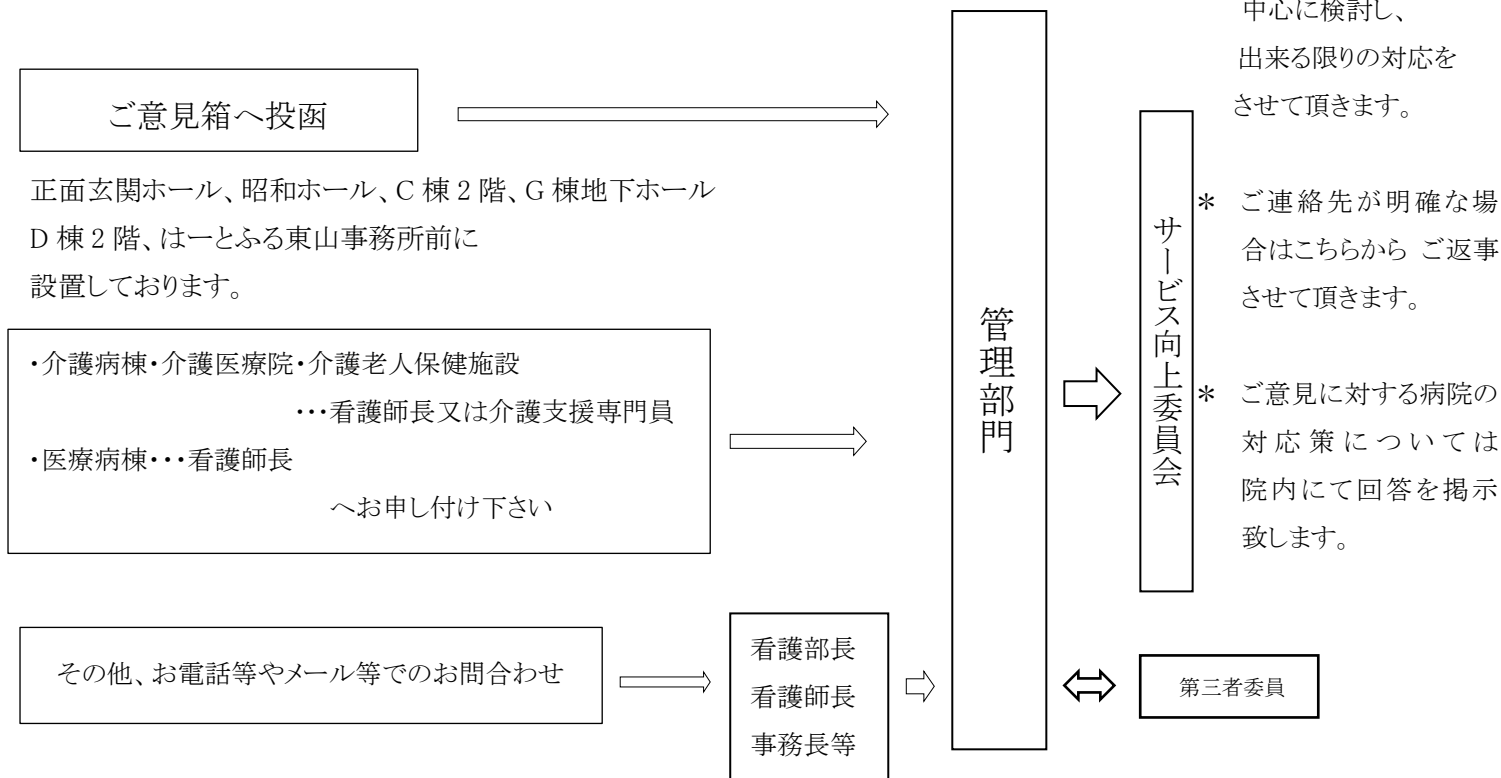 ご意見箱へ投函
正面玄関ホール、昭和ホール、C棟2階、G棟地下ホール
D棟2階、はーとふる東山事務所前に
設置しております。
・介護病棟・介護医療院・介護老人保健施設
・・・看護師長又は介護支援専門員
・医療病棟・・・看護師長
へお申し付け下さい
その他、お電話等やメール等でのお問合わせ
看護部長
看護師長
事務長等
管理部門
サービス向上委員会
第三者委員
中心に検討し、
出来る限りの対応を
させて頂きます。
＊ ご連絡先が明確な場
合はこちらから ご返事
させて頂きます。
＊ ご意見に対する病院の
対応策については
院内にて回答を掲示
致します。